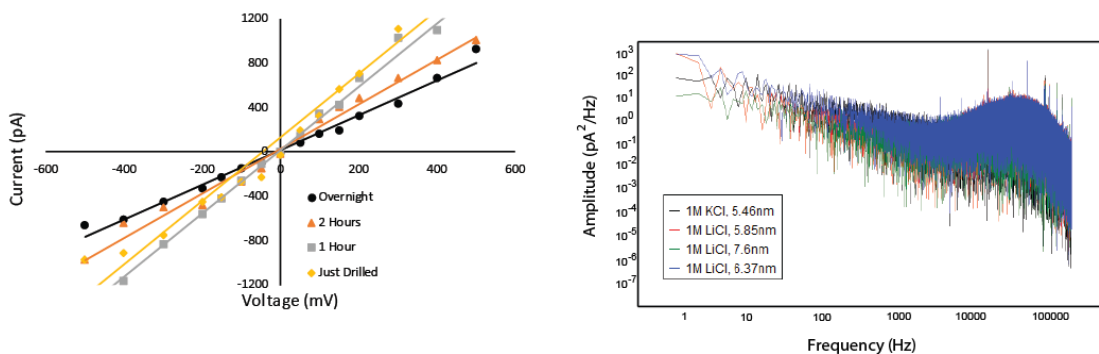 1200
800
400
0
-400
-800
-1200
-600
-400
-200
0
200
400
600
Current (pA)
Voltage (mV)
Overnight
2 Hours
1 Hour
Just Drilled
10³
10²
10¹
10⁰
10⁻¹
10⁻²
10⁻³
10⁻⁴
10⁻⁵
10⁻⁶
10⁻⁷
Amplitude (pA²/Hz)
1M KCl, 5.46nm
1M LiCl, 5.85nm
1M LiCl, 7.6nm
1M LiCl, 6.37nm
1
10
100
1000
10000
100000
Frequency (Hz)